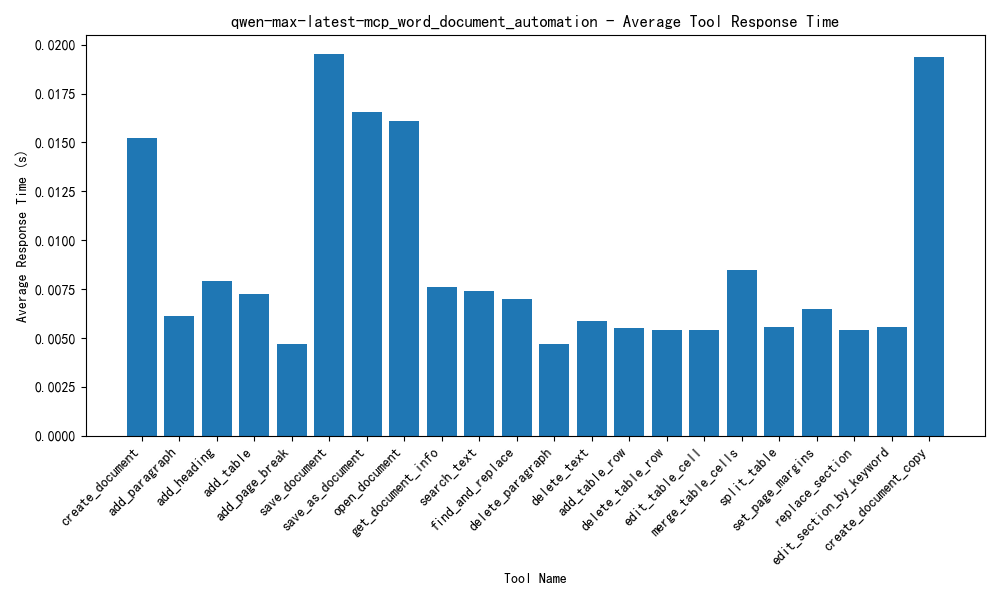 qwen-max-latest-mcp_word_document_automation - Average Tool Response Time
Average Response Time (s)
0.0200
0.0175
0.0150
0.0125
0.0100
0.0075
0.0050
0.0025
0.0000
create_document
add_paragraph
add_heading
add_table
add_page_break
save_document
save_as_document
open_document
get_document_info
search_text
find_and_replace
delete_paragraph
delete_text
add_table_row
delete_table_row
edit_table_cell
merge_table_cells
split_table
set_page_margins
replace_section
edit_section_by_keyword
create_document_copy
Tool Name